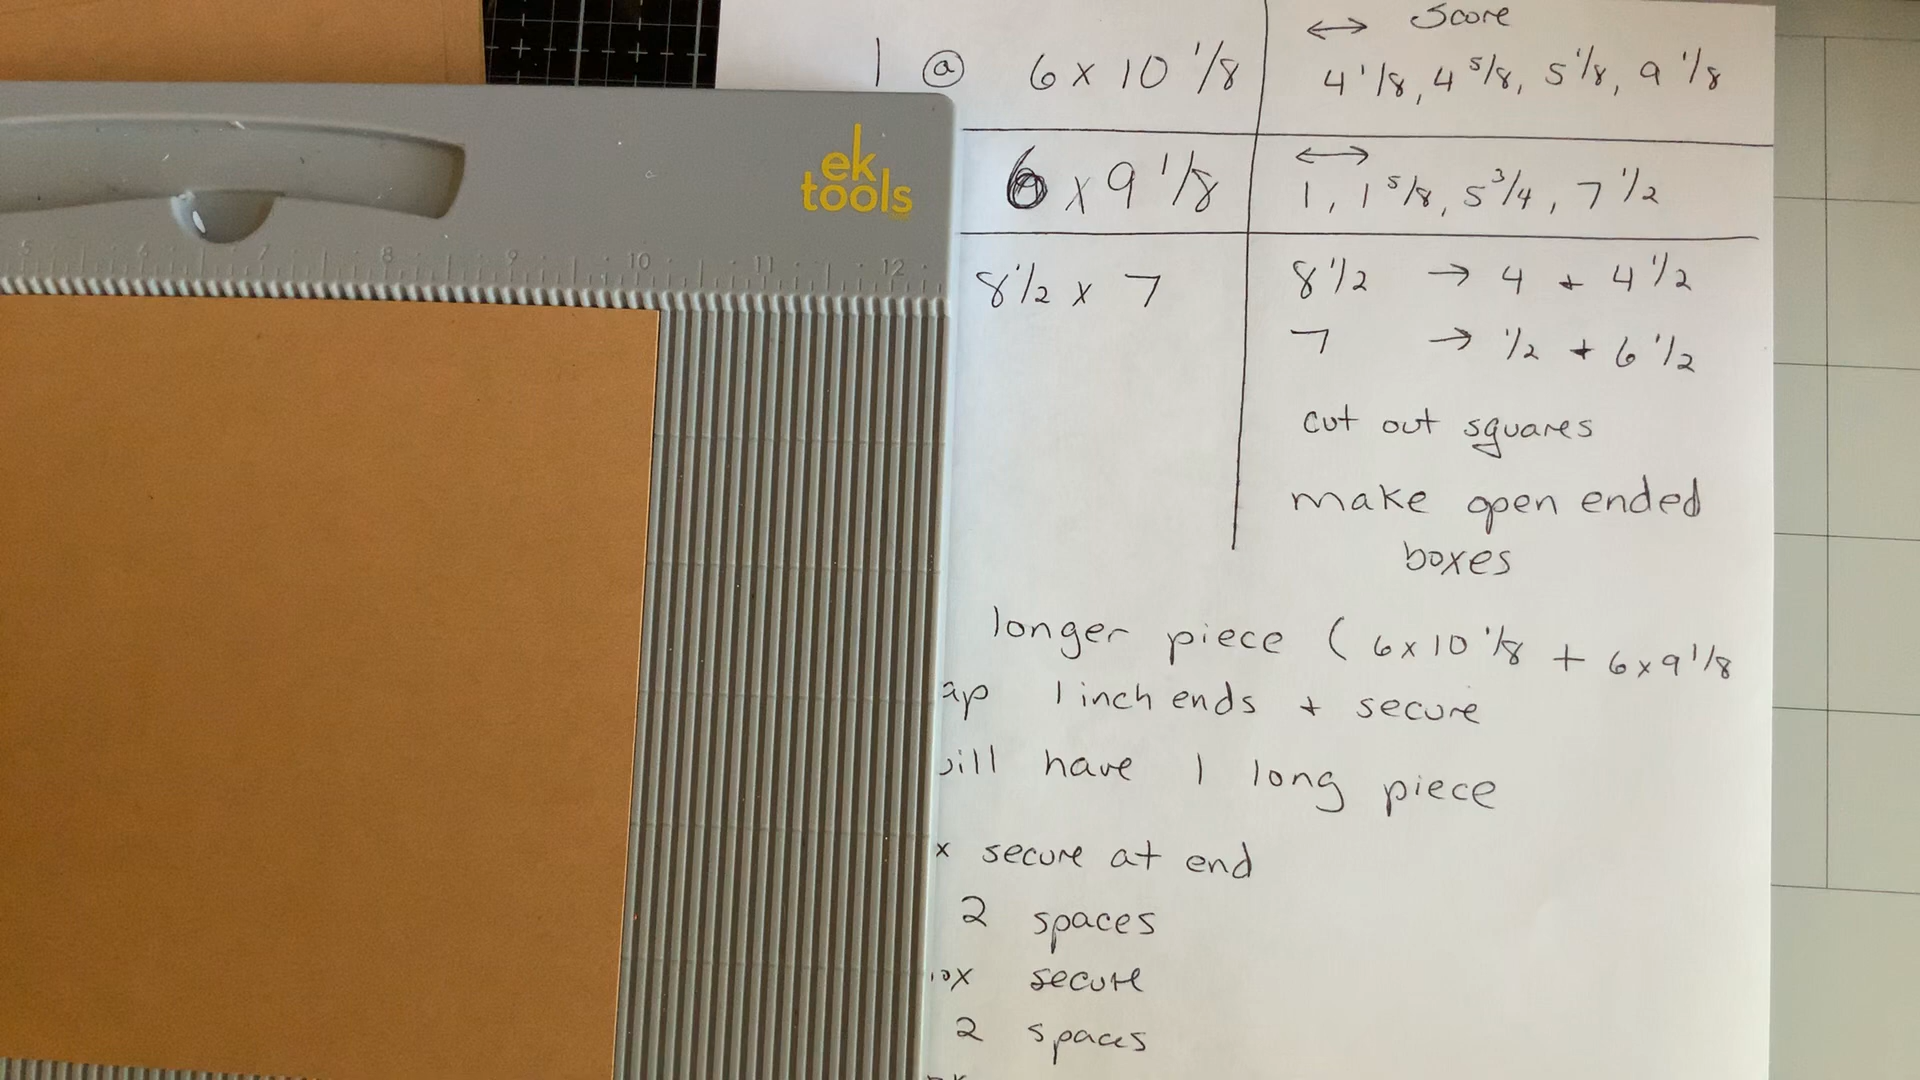 ↔ Score
1 @ 6 x 10 1/8 4 1/8, 4 5/8, 5 1/8, 9 1/8
ek
tools
6 x 9 1/8 ↔ 1, 1 5/8, 5 3/4, 7 1/2
5 6 7 8 9 10 11 12
8 1/2 x 7 8 1/2 → 4 + 4 1/2
7 → 1/2 + 6 1/2
cut out squares
make open ended
boxes
longer piece ( 6 x 10 1/8 + 6 x 9 1/8
1 inch ends + secure
have 1 long piece
secure at end
2 spaces
secure
2 spaces